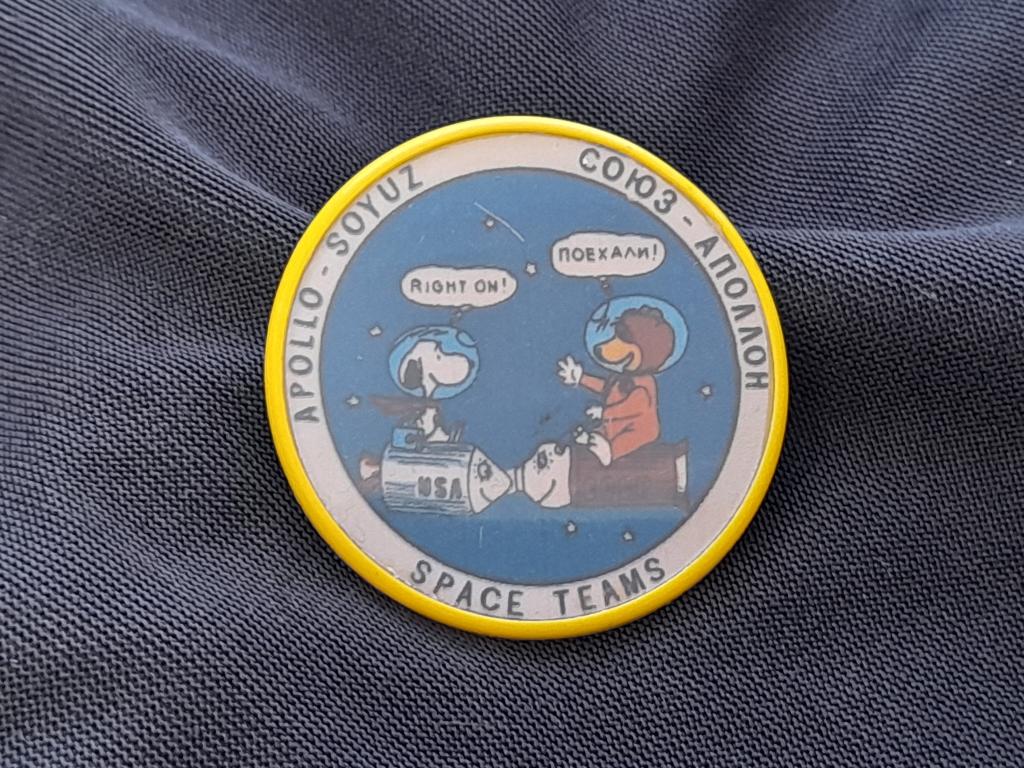 APOLLO - SOYUZ
СОЮЗ - АПОЛЛОН
ПОЕХАЛИ!
RIGHT ON!
USA
SPACE TEAMS